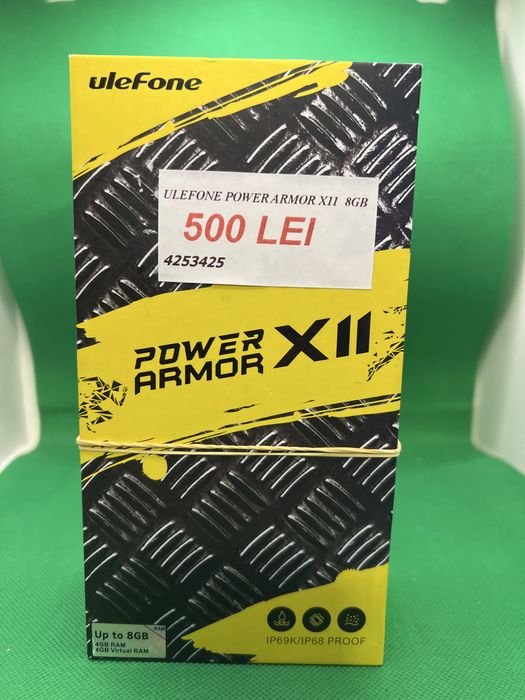 uleFone
ULEFONE POWER ARMOR X11 8GB
500 LEI
4253425
POWER
ARMOR X11
IP69K/IP68 PROOF
RAM
Up to 8GB
4GB RAM
4GB Virtual RAM